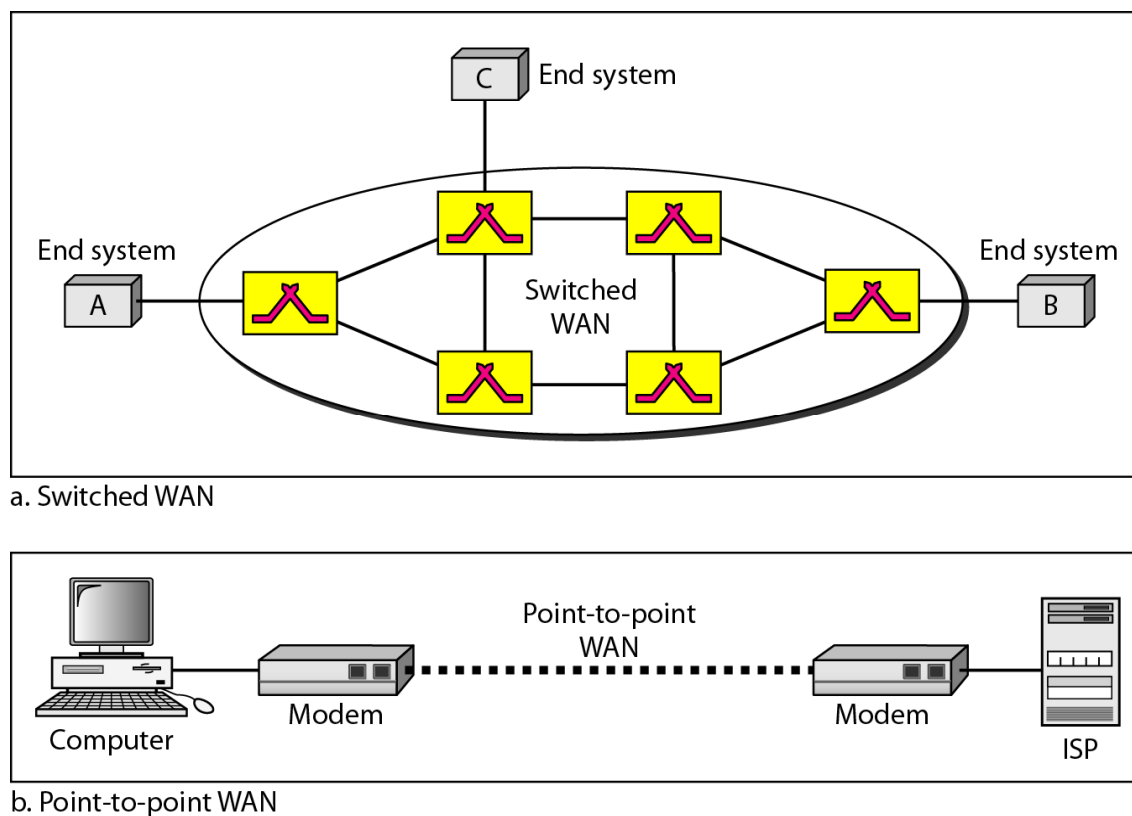 C
End system
End system
A
Switched
WAN
End system
B
a. Switched WAN
Point-to-point
WAN
Modem
Modem
Computer
ISP
b. Point-to-point WAN